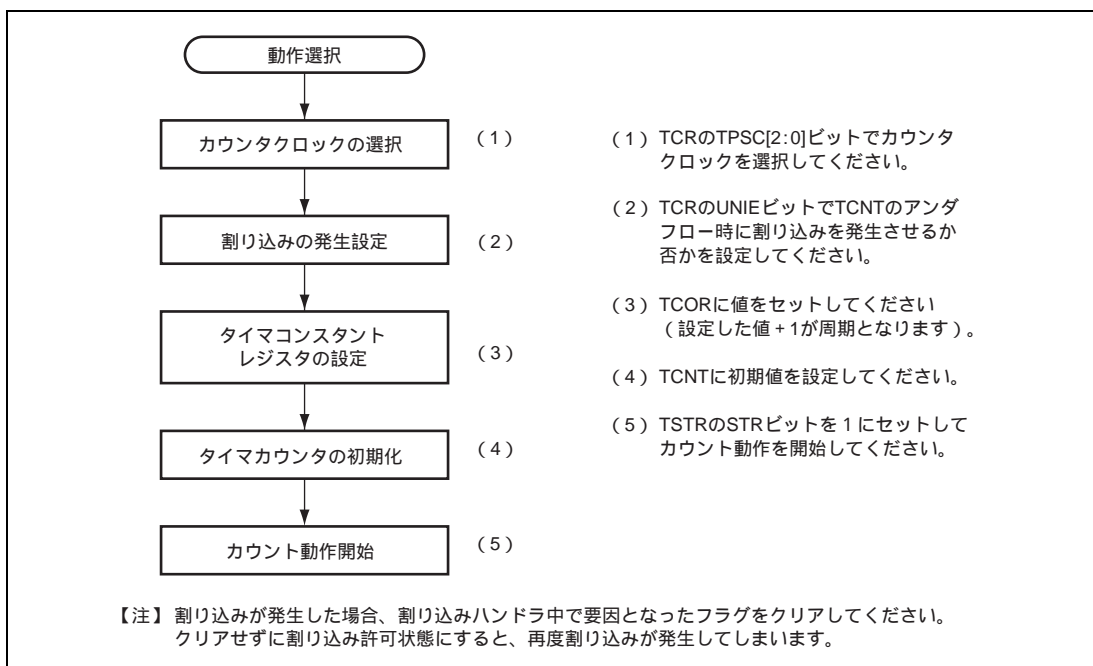 動作選択
カウンタクロックの選択
(1)
割り込みの発生設定
(2)
タイマコンスタント
レジスタの設定
(3)
タイマカウンタの初期化
(4)
カウント動作開始
(5)
(1) TCRのTPSC[2:0]ビットでカウンタ
クロックを選択してください。
(2) TCRのUNIEビットでTCNTのアンダ
フロー時に割り込みを発生させるか
否かを設定してください。
(3) TCORに値をセットしてください
(設定した値+1が周期となります)。
(4) TCNTに初期値を設定してください。
(5) TSTRのSTRビットを1にセットして
カウント動作を開始してください。
【注】割り込みが発生した場合、割り込みハンドラ中で要因となったフラグをクリアしてください。
クリアせずに割り込み許可状態にすると、再度割り込みが発生してしまいます。